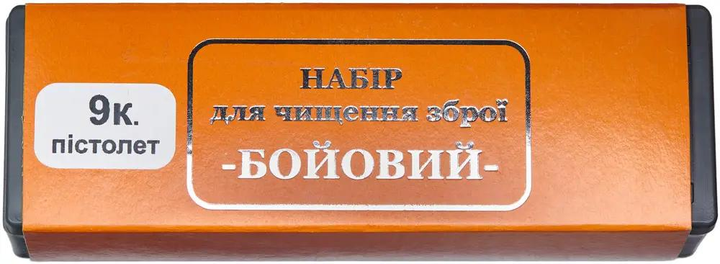 9к.
пістолет
НАБІР
для чищення зброї
-БОЙОВИЙ-